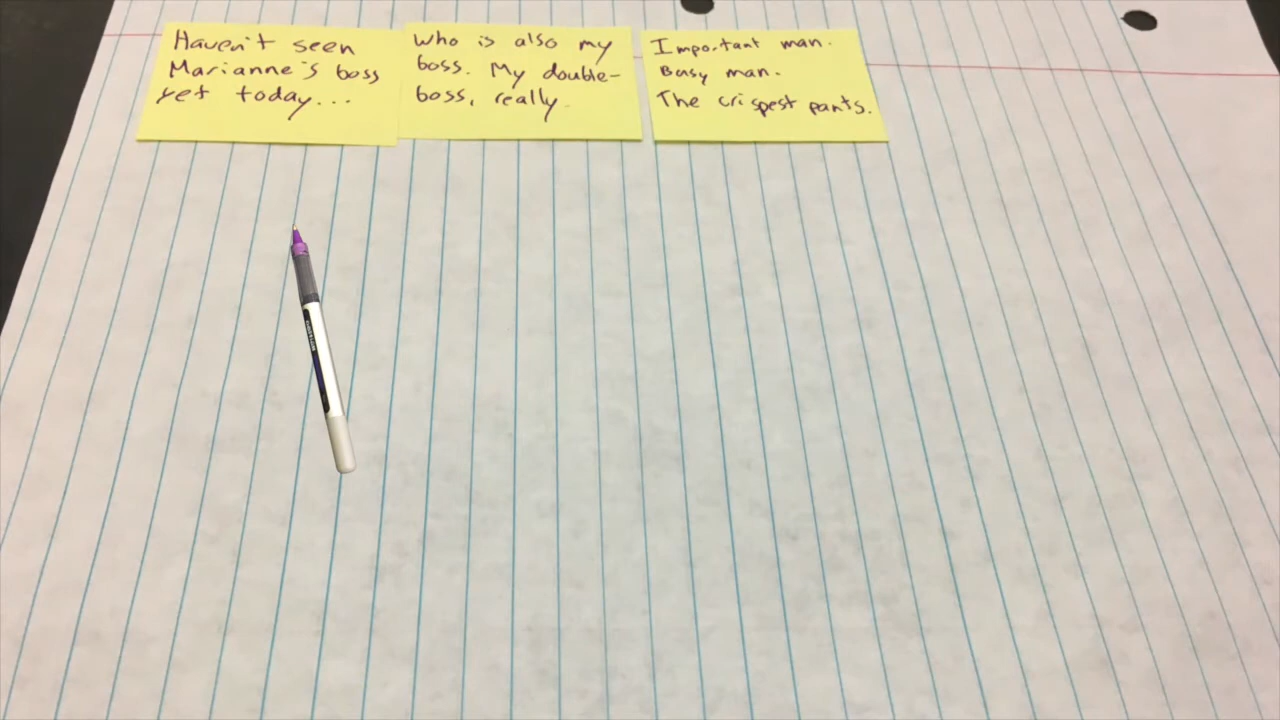 Haven't seen
Marianne's boss
yet today...
Who is also my
boss. My double-
boss, really.
Important man.
Busy man.
The crispest pants.